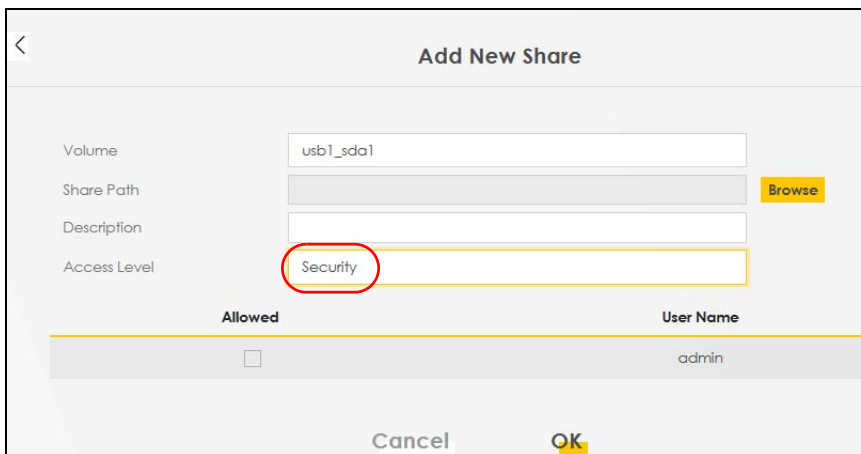 Add New Share
Volume usb1_sda1
Share Path Browse
Description
Access Level Security
Allowed User Name
admin
Cancel OK